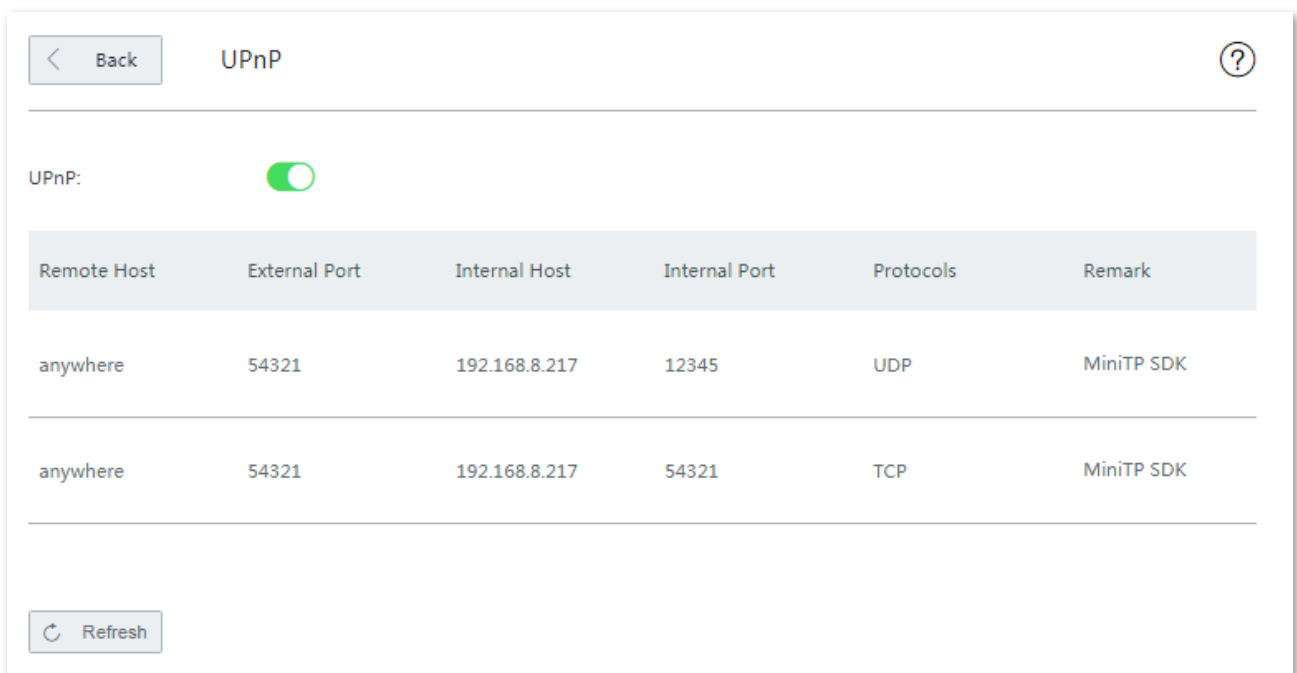 Back UPnP ?
UPnP:
Remote Host External Port Internal Host Internal Port Protocols Remark
anywhere 54321 192.168.8.217 12345 UDP MiniTP SDK
anywhere 54321 192.168.8.217 54321 TCP MiniTP SDK
Refresh